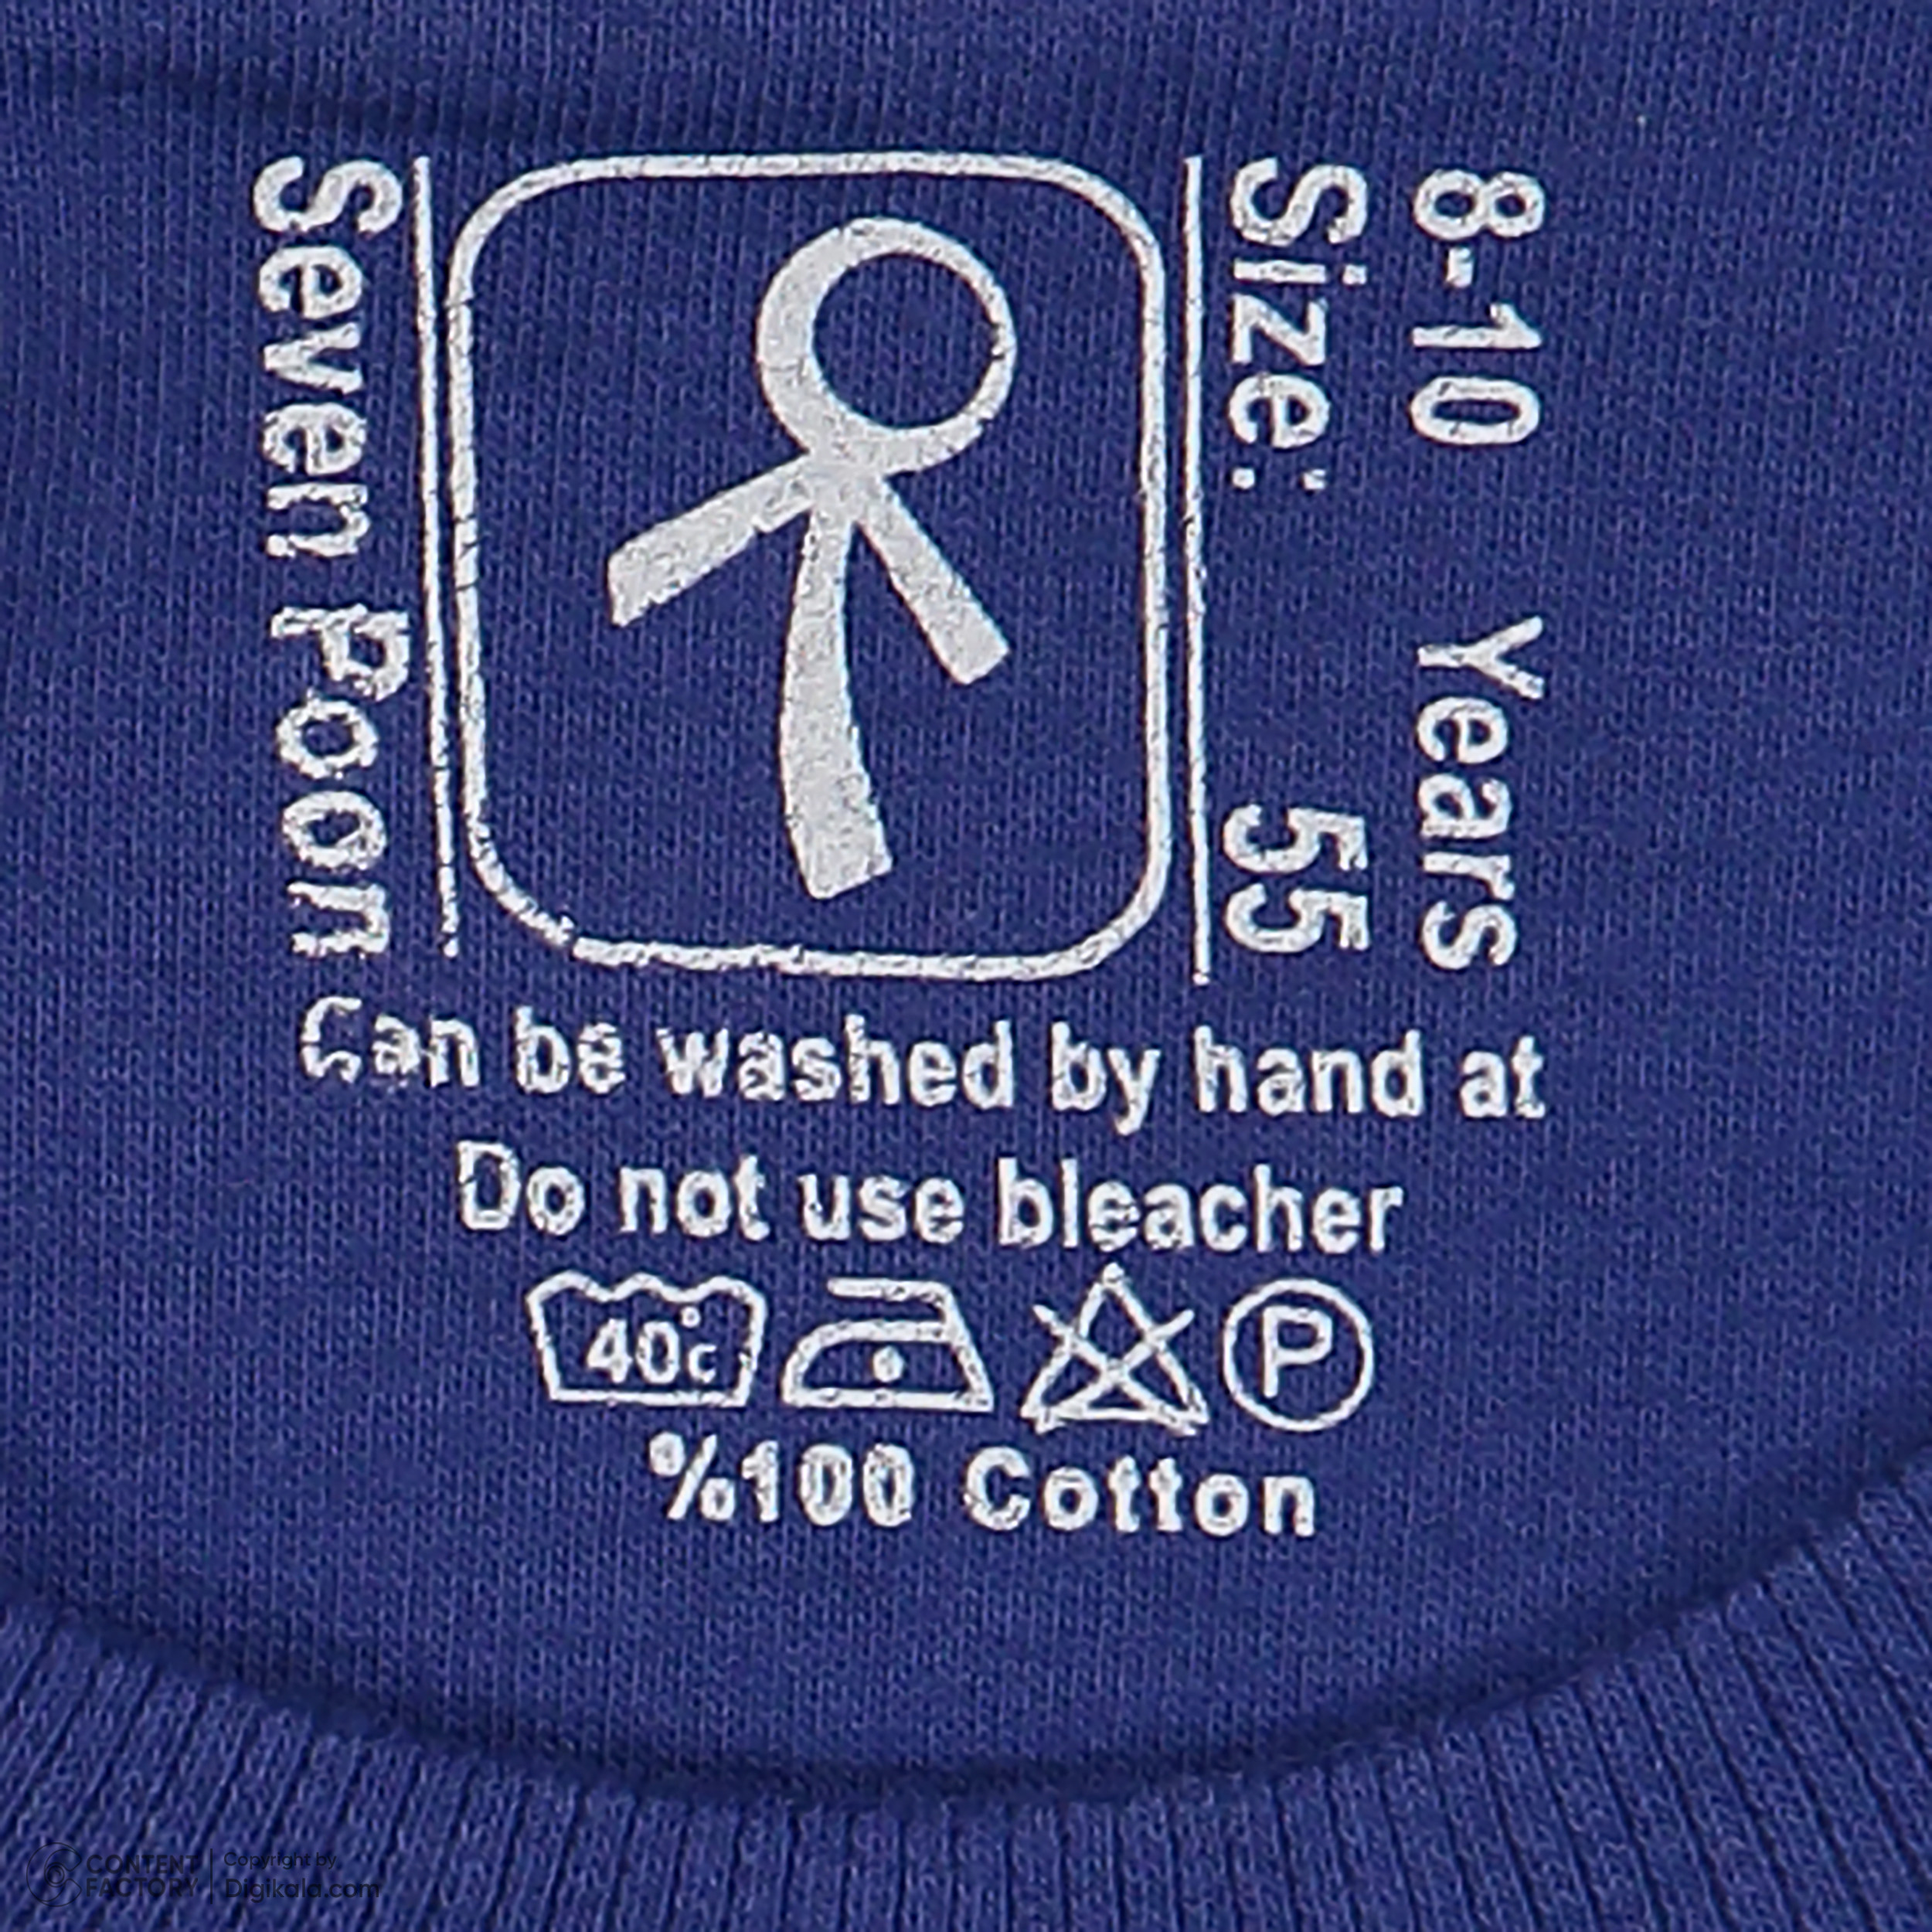 Seven Poon
Size: 55
8-10 Years
Can be washed by hand at
Do not use bleacher
40°c
P
%100 Cotton
CONTENT FACTORY
Copyright by
Digikala.com